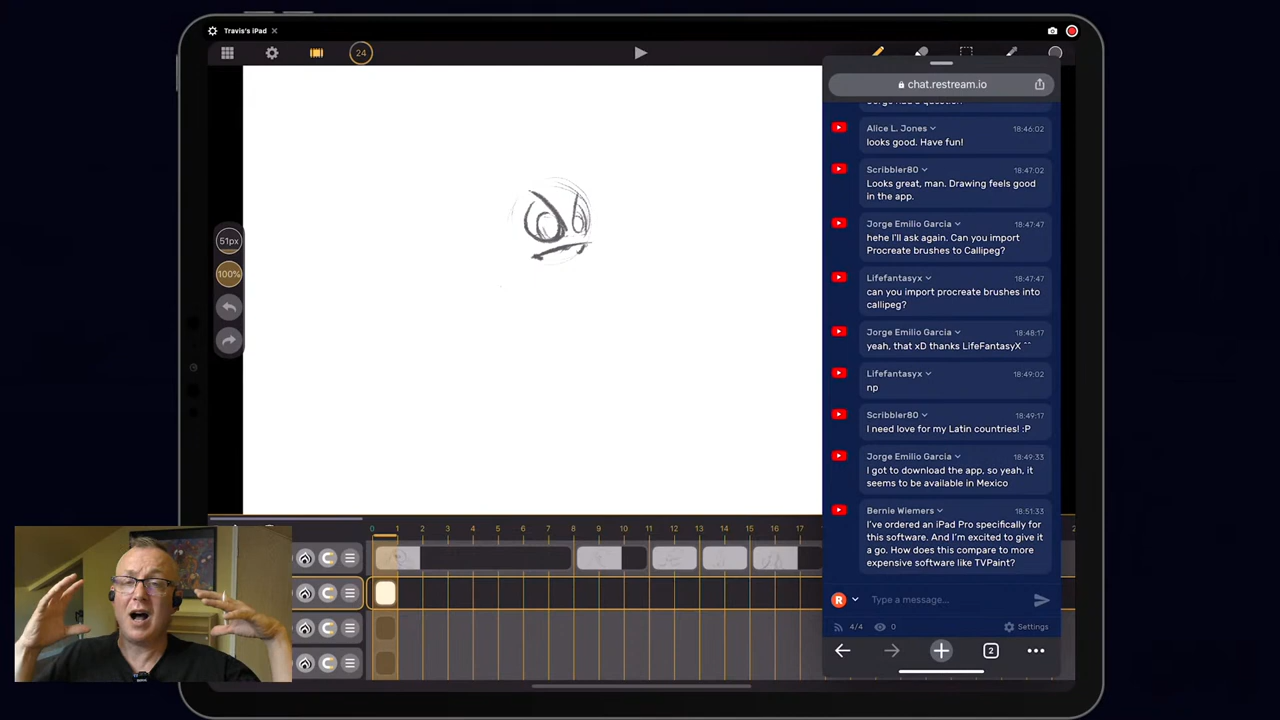 Travis's iPad
24
chat.restream.io
Alice L. Jones
18:46:02
looks good. Have fun!
Scribbler80
18:47:02
Looks great, man. Drawing feels good
in the app.
Jorge Emilio Garcia
18:47:47
hehe I'll ask again. Can you import
Procreate brushes to Callipeg?
Lifefantasyx
18:47:47
can you import procreate brushes into
callipeg?
Jorge Emilio Garcia
18:48:17
yeah, that xD thanks LifeFantasyX ^^
Lifefantasyx
18:49:02
np
Scribbler80
18:49:17
I need love for my Latin countries! :P
Jorge Emilio Garcia
18:49:33
I got to download the app, so yeah, it
seems to be available in Mexico
Bernie Wiemers
18:51:33
I've ordered an iPad Pro specifically for
this software. And I'm excited to give it
a go. How does this compare to more
expensive software like TVPaint?
R
Type a message...
4/4
0
Settings
2
51px
100%
0 1 2 3 4 5 6 7 8 9 10 11 12 13 14 15 16 17